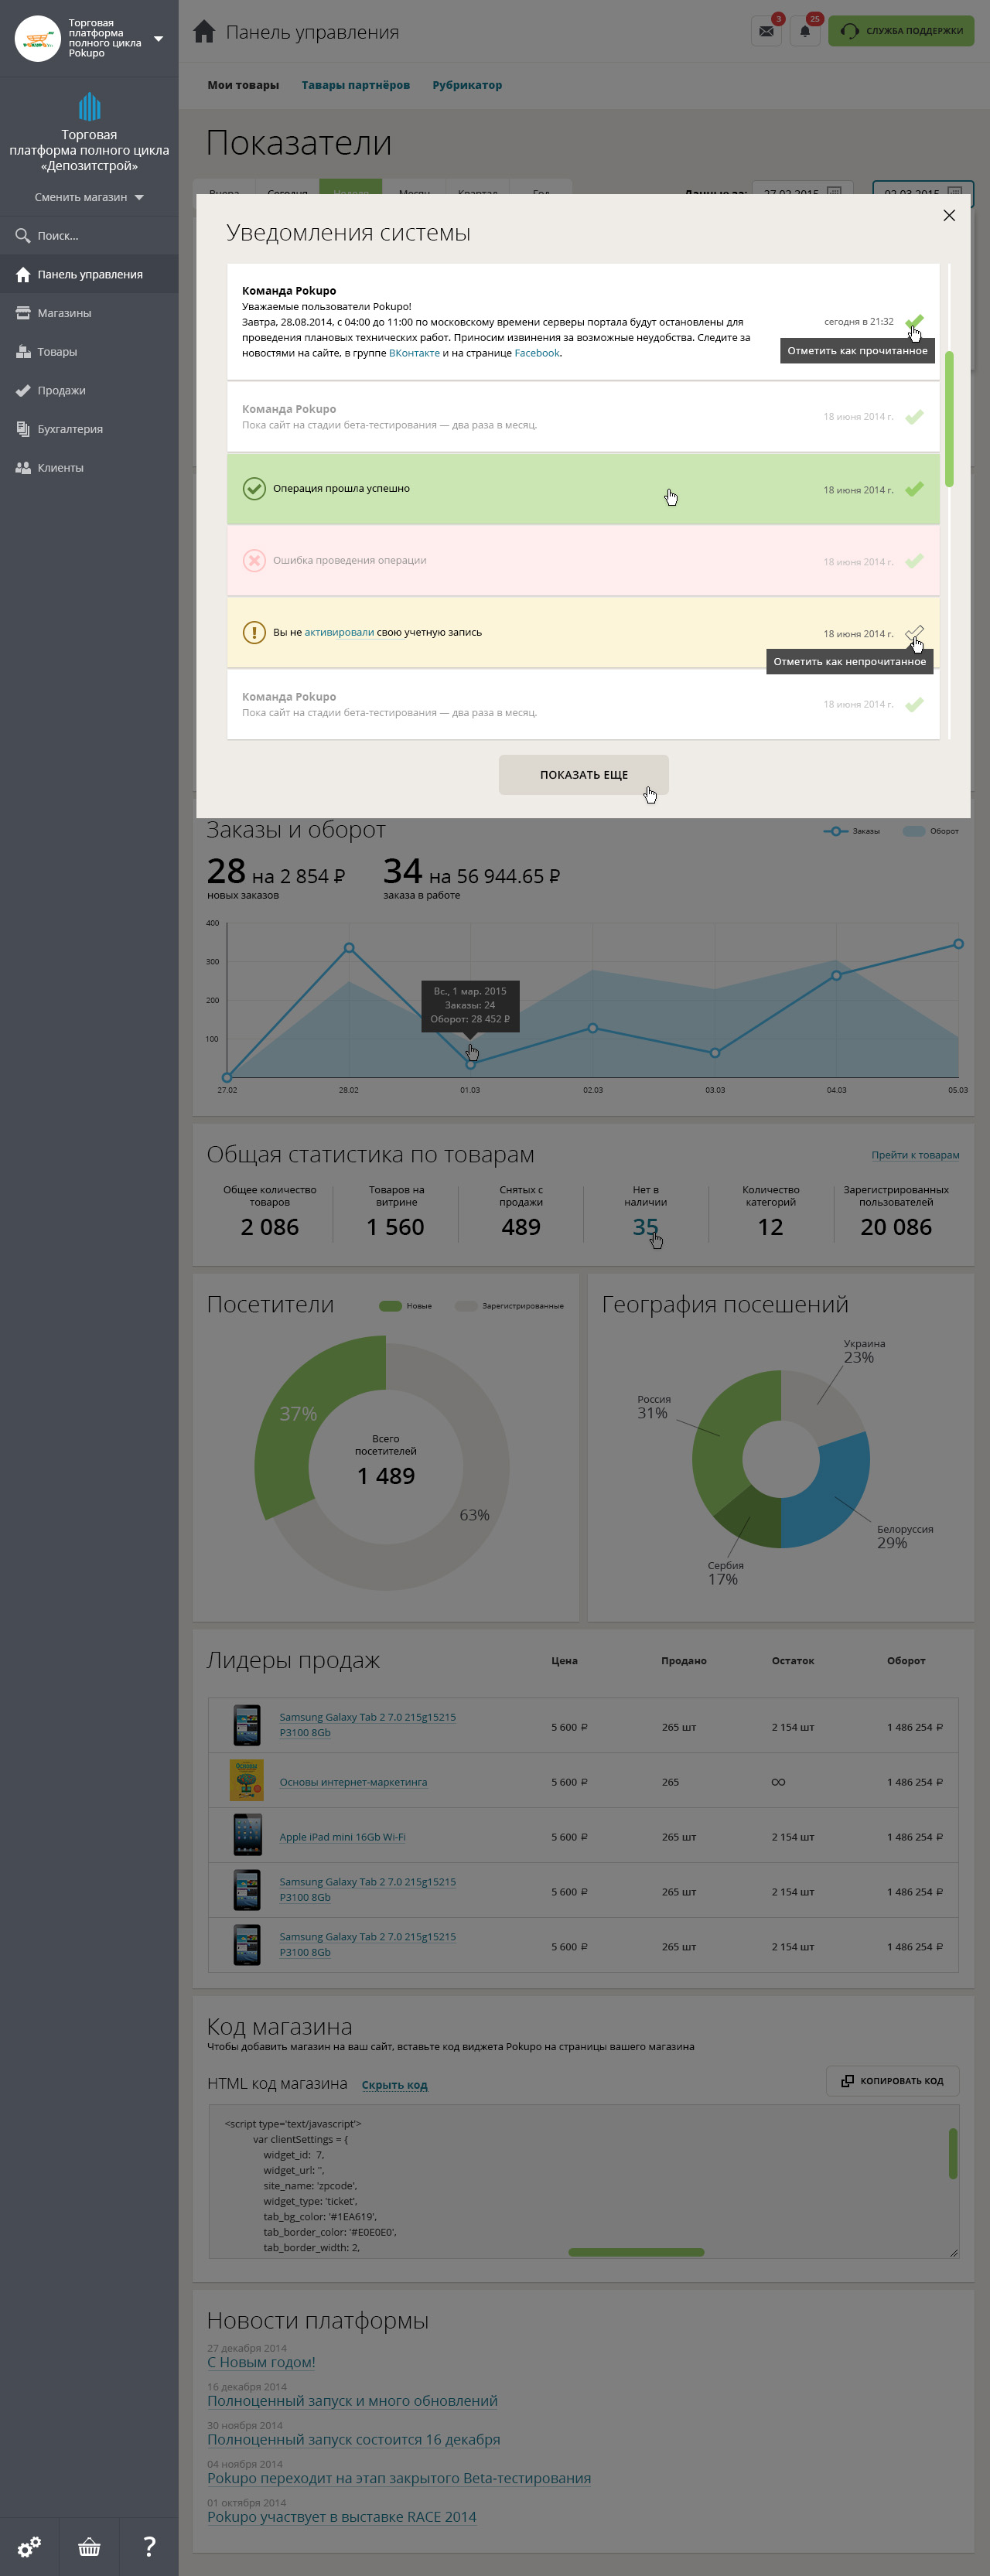 Торговая
платформа
полного цикла
Pokupo
Торговая
платформа полного цикла
«Депозитстрой»
Сменить магазин
Поиск...
Панель управления
Магазины
Товары
Продажи
Бухгалтерия
Клиенты
Панель управления
3
25
СЛУЖБА ПОДДЕРЖКИ
Мои товары Тавары партнёров Рубрикатор
Показатели
Вчера Сегодня Неделя Месяц Квартал Год
Данные за: 27.02.2015 02.03.2015
Уведомления системы
Команда Pokupo
Уважаемые пользователи Pokupo!
Завтра, 28.08.2014, с 04:00 до 11:00 по московскому времени серверы портала будут остановлены для
проведения плановых технических работ. Приносим извинения за возможные неудобства. Следите за
новостями на сайте, в группе ВКонтакте и на странице Facebook.
сегодня в 21:32
Отметить как прочитанное
Команда Pokupo
Пока сайт на стадии бета-тестирования — два раза в месяц.
18 июня 2014 г.
Операция прошла успешно
18 июня 2014 г.
Ошибка проведения операции
18 июня 2014 г.
Вы не активировали свою учетную запись
18 июня 2014 г.
Отметить как непрочитанное
Команда Pokupo
Пока сайт на стадии бета-тестирования — два раза в месяц.
18 июня 2014 г.
ПОКАЗАТЬ ЕЩЕ
Заказы и оборот
Заказы Оборот
28 на 2 854 ₽
новых заказов
34 на 56 944.65 ₽
заказа в работе
400
300
200
100
Вс., 1 мар. 2015
Заказы: 24
Оборот: 28 452 ₽
27.02 28.02 01.03 02.03 03.03 04.03 05.03
Общая статистика по товарам
Прейти к товарам
Общее количество
товаров
2 086
Товаров на
витрине
1 560
Снятых с
продажи
489
Нет в
наличии
35
Количество
категорий
12
Зарегистрированных
пользователей
20 086
Посетители
Новые Зарегистрированные
37%
Всего
посетителей
1 489
63%
География посешений
Украина
23%
Россия
31%
Белоруссия
29%
Сербия
17%
Лидеры продаж Цена Продано Остаток Оборот
Samsung Galaxy Tab 2 7.0 215g15215
P3100 8Gb
5 600 ₽ 265 шт 2 154 шт 1 486 254 ₽
Основы интернет-маркетинга
5 600 ₽ 265 ∞ 1 486 254 ₽
Apple iPad mini 16Gb Wi-Fi
5 600 ₽ 265 шт 2 154 шт 1 486 254 ₽
Samsung Galaxy Tab 2 7.0 215g15215
P3100 8Gb
5 600 ₽ 265 шт 2 154 шт 1 486 254 ₽
Samsung Galaxy Tab 2 7.0 215g15215
P3100 8Gb
5 600 ₽ 265 шт 2 154 шт 1 486 254 ₽
Код магазина
Чтобы добавить магазин на ваш сайт, вставьте код виджета Pokupo на страницы вашего магазина
HTML код магазина Скрыть код
КОПИРОВАТЬ КОД
<script type='text/javascript'>
var clientSettings = {
widget_id: 7,
widget_url: '',
site_name: 'zpcode',
widget_type: 'ticket',
tab_bg_color: '#1EA619',
tab_border_color: '#E0E0E0',
tab_border_width: 2,
Новости платформы
27 декабря 2014
С Новым годом!
16 декабря 2014
Полноценный запуск и много обновлений
30 ноября 2014
Полноценный запуск состоится 16 декабря
04 ноября 2014
Pokupo переходит на этап закрытого Beta-тестирования
01 октября 2014
Pokupo участвует в выставке RACE 2014
?